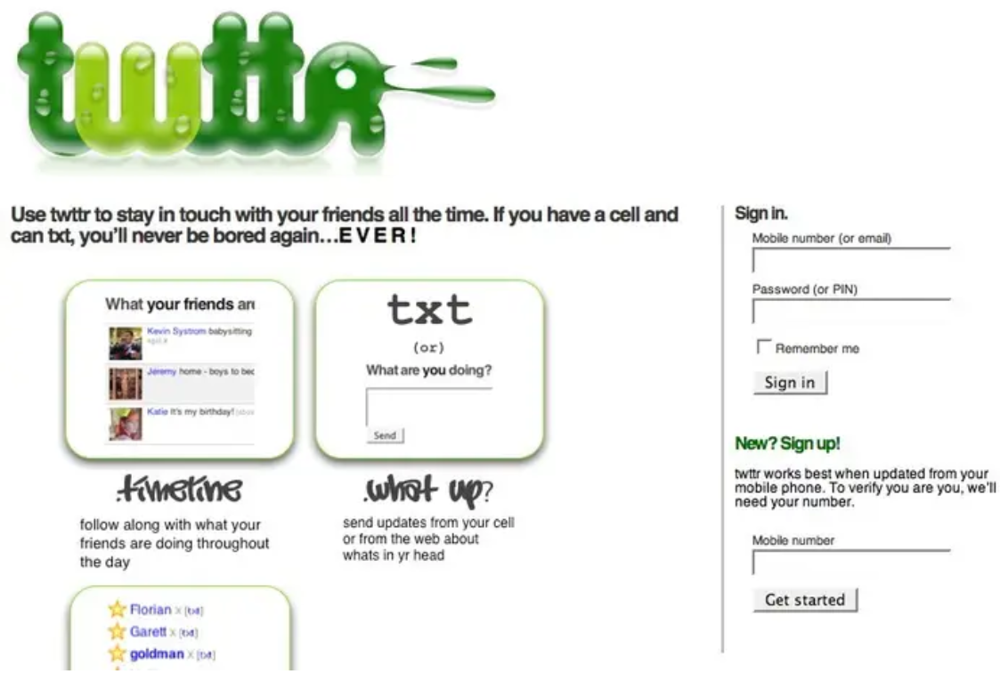 twttr
Use twttr to stay in touch with your friends all the time. If you have a cell and
can txt, you'll never be bored again...EVER!
What your friends are
Kevin Systrom babysitting
Jeremy home - boys to bed
Katie It's my birthday!
.timeline
follow along with what your
friends are doing throughout
the day
txt
(or)
What are you doing?
Send
.what up?
send updates from your cell
or from the web about
whats in yr head
Florian x [txt]
Garett x [txt]
goldman x [txt]
Sign in.
Mobile number (or email)
Password (or PIN)
Remember me
Sign in
New? Sign up!
twttr works best when updated from your
mobile phone. To verify you are you, we'll
need your number.
Mobile number
Get started